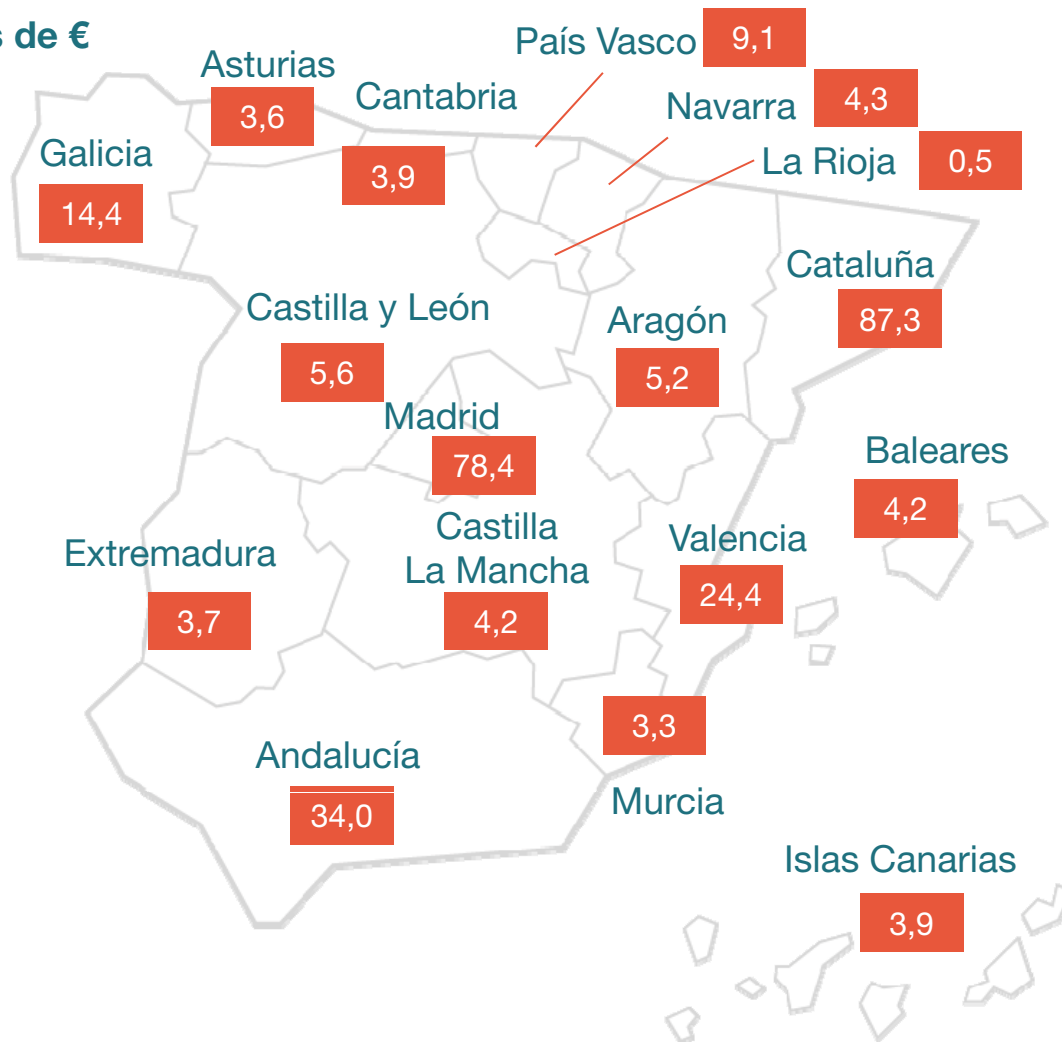 de €
País Vasco
9,1
Asturias
3,6
Cantabria
3,9
Navarra
4,3
Galicia
14,4
La Rioja
0,5
Cataluña
87,3
Castilla y León
5,6
Aragón
5,2
Madrid
78,4
Baleares
4,2
Castilla
La Mancha
4,2
Valencia
24,4
Extremadura
3,7
3,3
Murcia
Andalucía
34,0
Islas Canarias
3,9